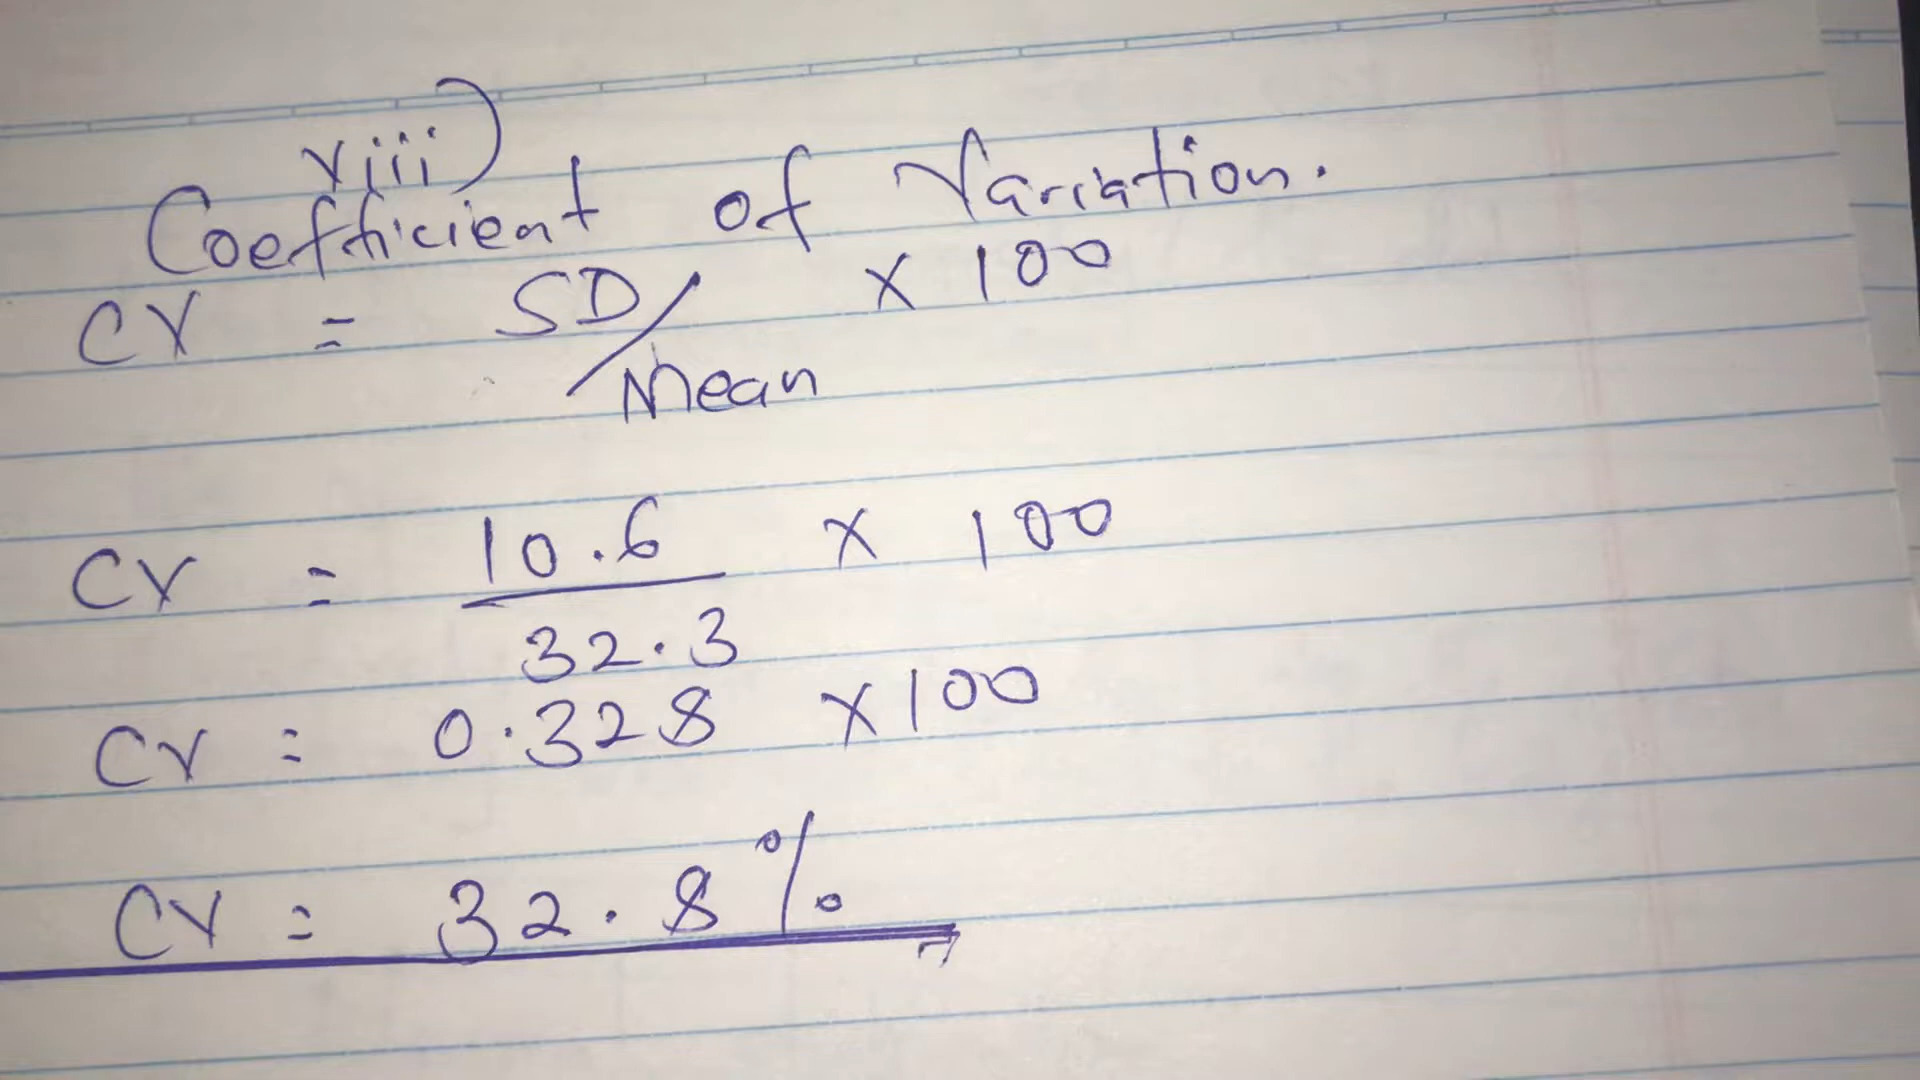 viii)
Coefficient of Variation.
CV = SD/Mean x 100
CV = 10.6/32.3 x 100
CV = 0.328 x 100
CV = 32.8%